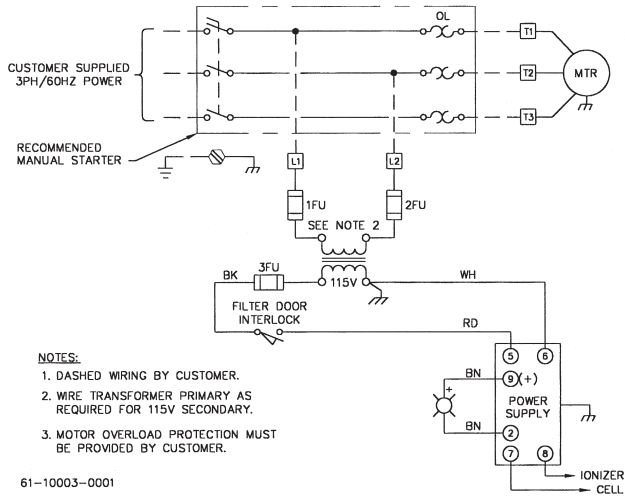 OL
T1
CUSTOMER SUPPLIED
3PH/60HZ POWER
T2
MTR
T3
RECOMMENDED
MANUAL STARTER
L1
L2
1FU
2FU
SEE NOTE 2
BK
3FU
115V
WH
FILTER DOOR
INTERLOCK
RD
NOTES:
1. DASHED WIRING BY CUSTOMER.
2. WIRE TRANSFORMER PRIMARY AS
REQUIRED FOR 115V SECONDARY.
3. MOTOR OVERLOAD PROTECTION MUST
BE PROVIDED BY CUSTOMER.
5
6
BN
9
(+)
+
POWER
SUPPLY
BN
2
7
8
IONIZER
CELL
61-10003-0001